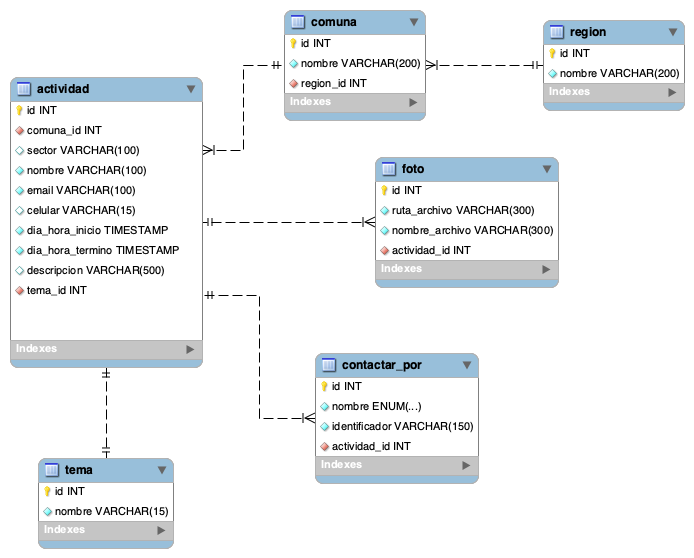 comuna
id INT
nombre VARCHAR(200)
region_id INT
Indexes
region
id INT
nombre VARCHAR(200)
Indexes
actividad
id INT
comuna_id INT
sector VARCHAR(100)
nombre VARCHAR(100)
email VARCHAR(100)
celular VARCHAR(15)
dia_hora_inicio TIMESTAMP
dia_hora_termino TIMESTAMP
descripcion VARCHAR(500)
tema_id INT
Indexes
foto
id INT
ruta_archivo VARCHAR(300)
nombre_archivo VARCHAR(300)
actividad_id INT
Indexes
contactar_por
id INT
nombre ENUM(...)
identificador VARCHAR(150)
actividad_id INT
Indexes
tema
id INT
nombre VARCHAR(15)
Indexes